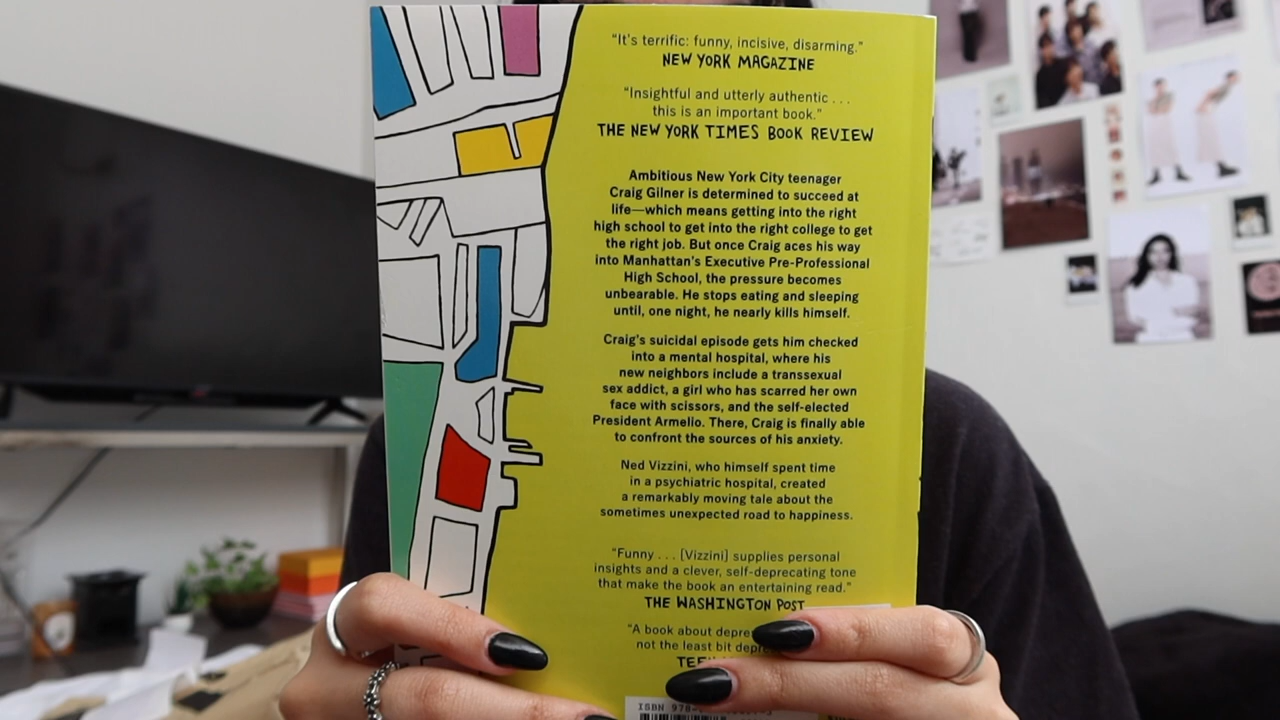 "It's terrific: funny, incisive, disarming."
NEW YORK MAGAZINE
"Insightful and utterly authentic . . .
this is an important book."
THE NEW YORK TIMES BOOK REVIEW
Ambitious New York City teenager
Craig Gilner is determined to succeed at
life—which means getting into the right
high school to get into the right college to get
the right job. But once Craig aces his way
into Manhattan's Executive Pre-Professional
High School, the pressure becomes
unbearable. He stops eating and sleeping
until, one night, he nearly kills himself.
Craig's suicidal episode gets him checked
into a mental hospital, where his
new neighbors include a transsexual
sex addict, a girl who has scarred her own
face with scissors, and the self-elected
President Armelio. There, Craig is finally able
to confront the sources of his anxiety.
Ned Vizzini, who himself spent time
in a psychiatric hospital, created
a remarkably moving tale about the
sometimes unexpected road to happiness.
"Funny . . . [Vizzini] supplies personal
insights and a clever, self-deprecating tone
that make the book an entertaining read."
THE WASHINGTON POST
"A book about
not the least bit
ISBN 978-